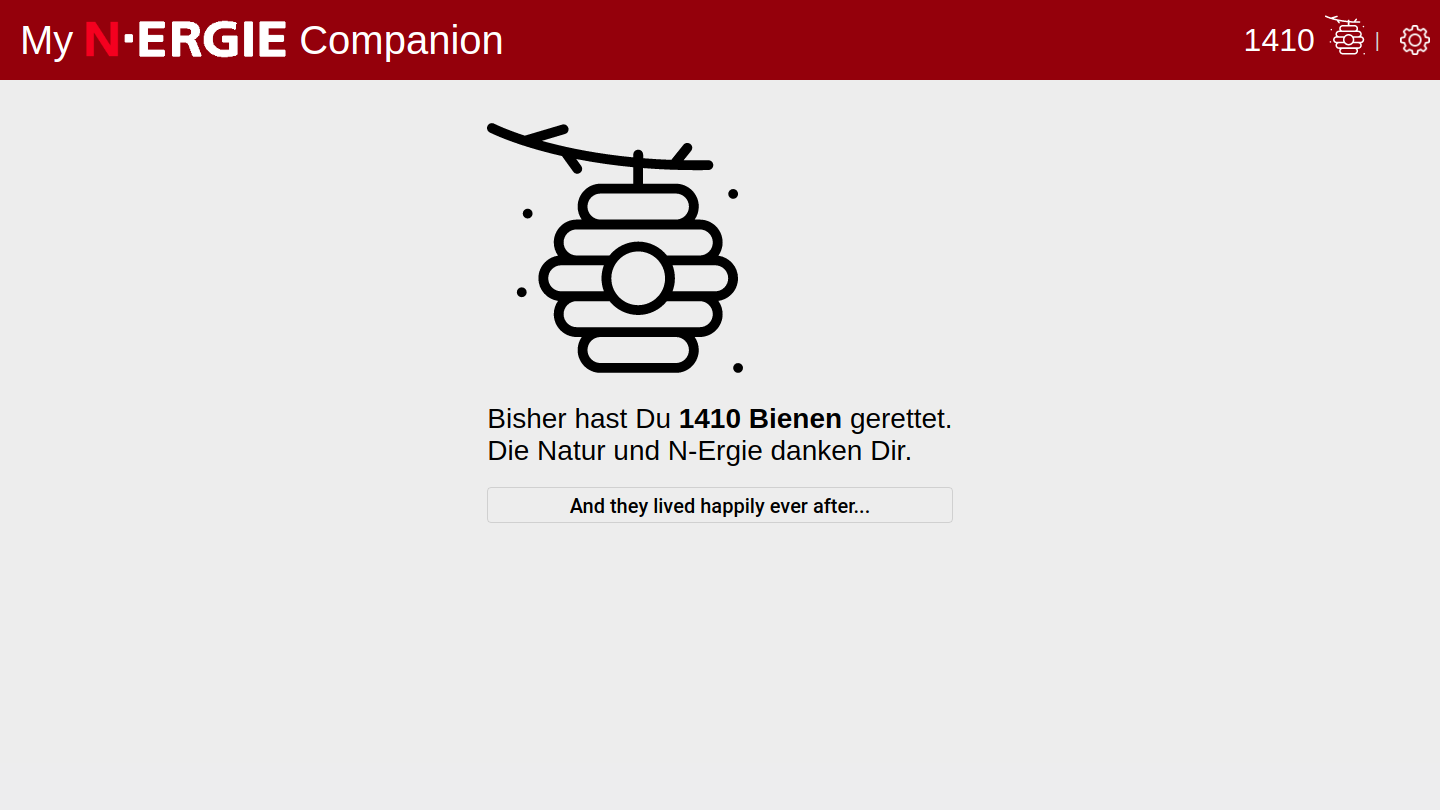 My N·ERGIE Companion
1410 |
Bisher hast Du 1410 Bienen gerettet.
Die Natur und N-Ergie danken Dir.
And they lived happily ever after...